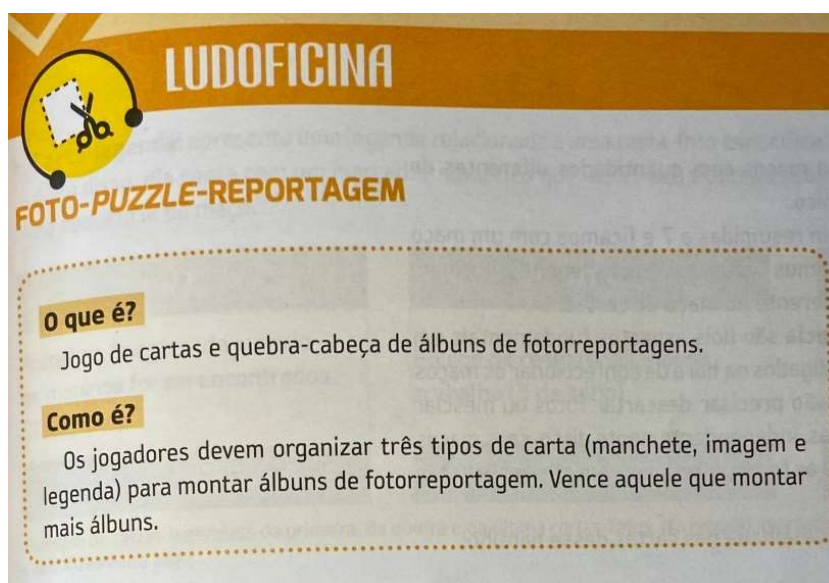 LUDOFICINA
FOTO-PUZZLE-REPORTAGEM
O que é?
Jogo de cartas e quebra-cabeça de álbuns de fotorreportagens.
Como é?
Os jogadores devem organizar três tipos de carta (manchete, imagem e
legenda) para montar álbuns de fotorreportagem. Vence aquele que montar
mais álbuns.